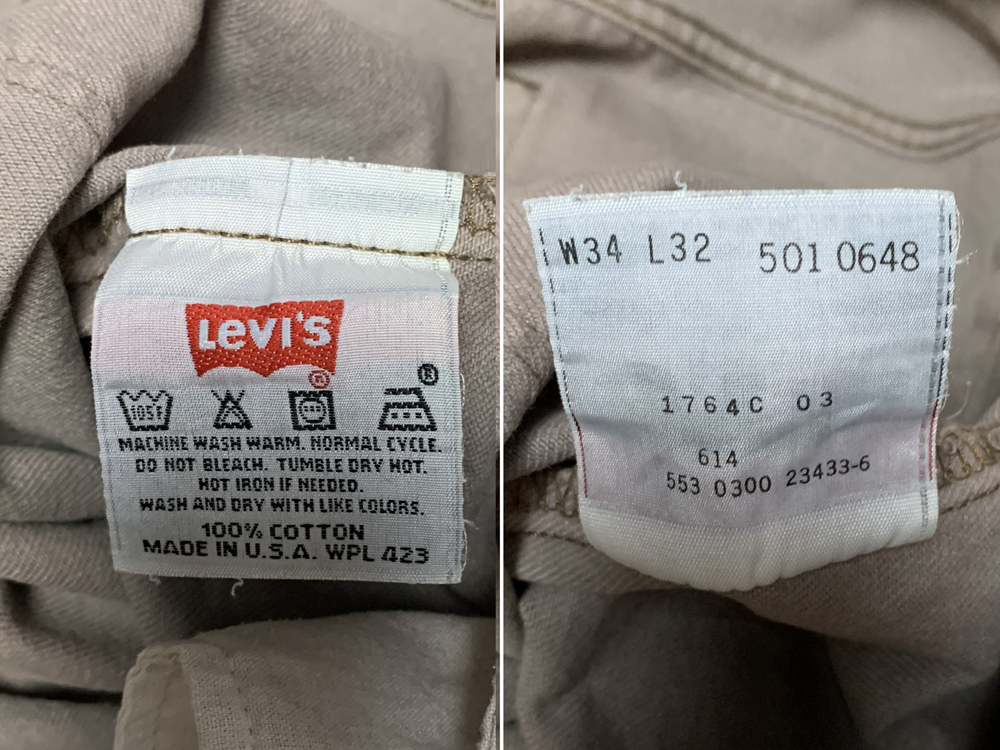 LEVI'S
®
®
105F
MACHINE WASH WARM. NORMAL CYCLE.
DO NOT BLEACH. TUMBLE DRY HOT.
HOT IRON IF NEEDED.
WASH AND DRY WITH LIKE COLORS.
100% COTTON
MADE IN U.S.A. WPL 423
W34 L32 501 0648
1764C 03
614
553 0300 23433-6